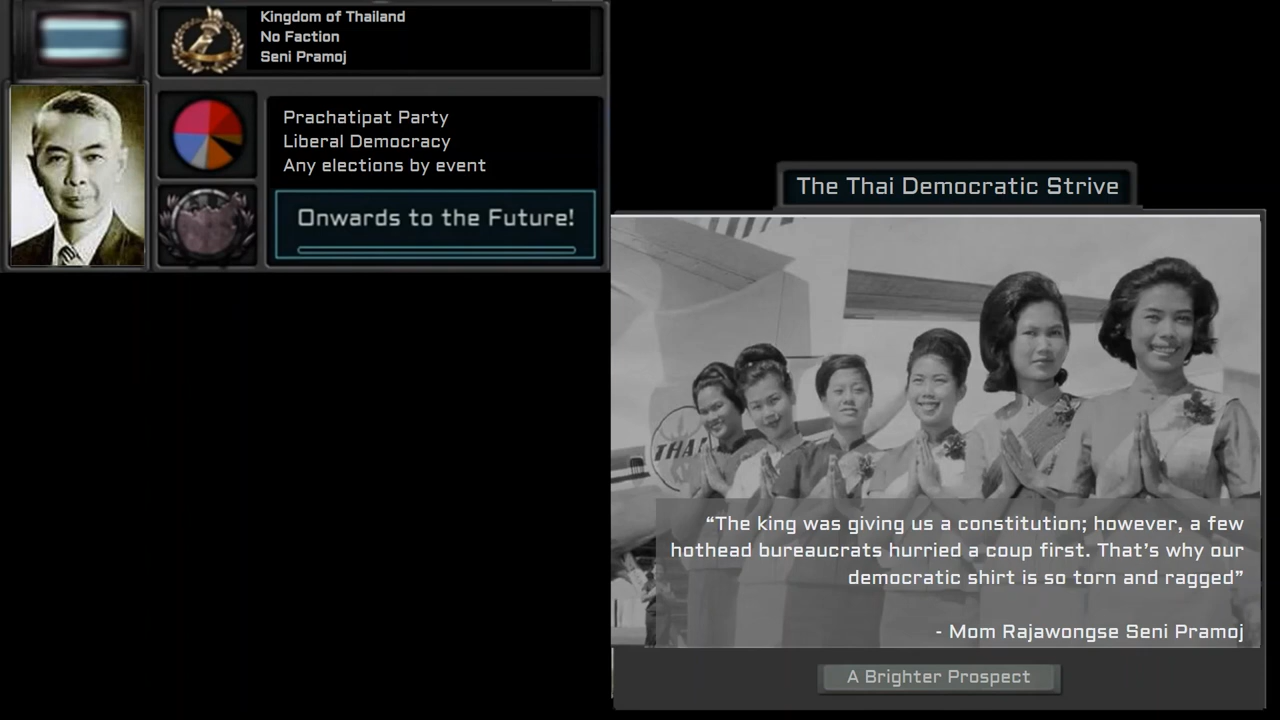 Kingdom of Thailand
No Faction
Seni Pramoj
Prachatipat Party
Liberal Democracy
Any elections by event
Onwards to the Future!
The Thai Democratic Strive
THAI
“The king was giving us a constitution; however, a few
hothead bureaucrats hurried a coup first. That’s why our
democratic shirt is so torn and ragged”
- Mom Rajawongse Seni Pramoj
A Brighter Prospect